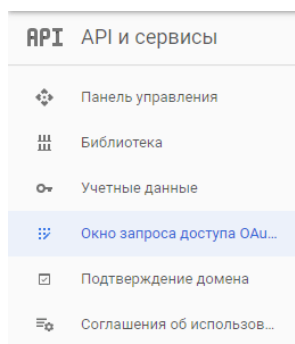 API API и сервисы
Панель управления
Библиотека
Учетные данные
Окно запроса доступа OAu...
Подтверждение домена
Соглашения об использов...